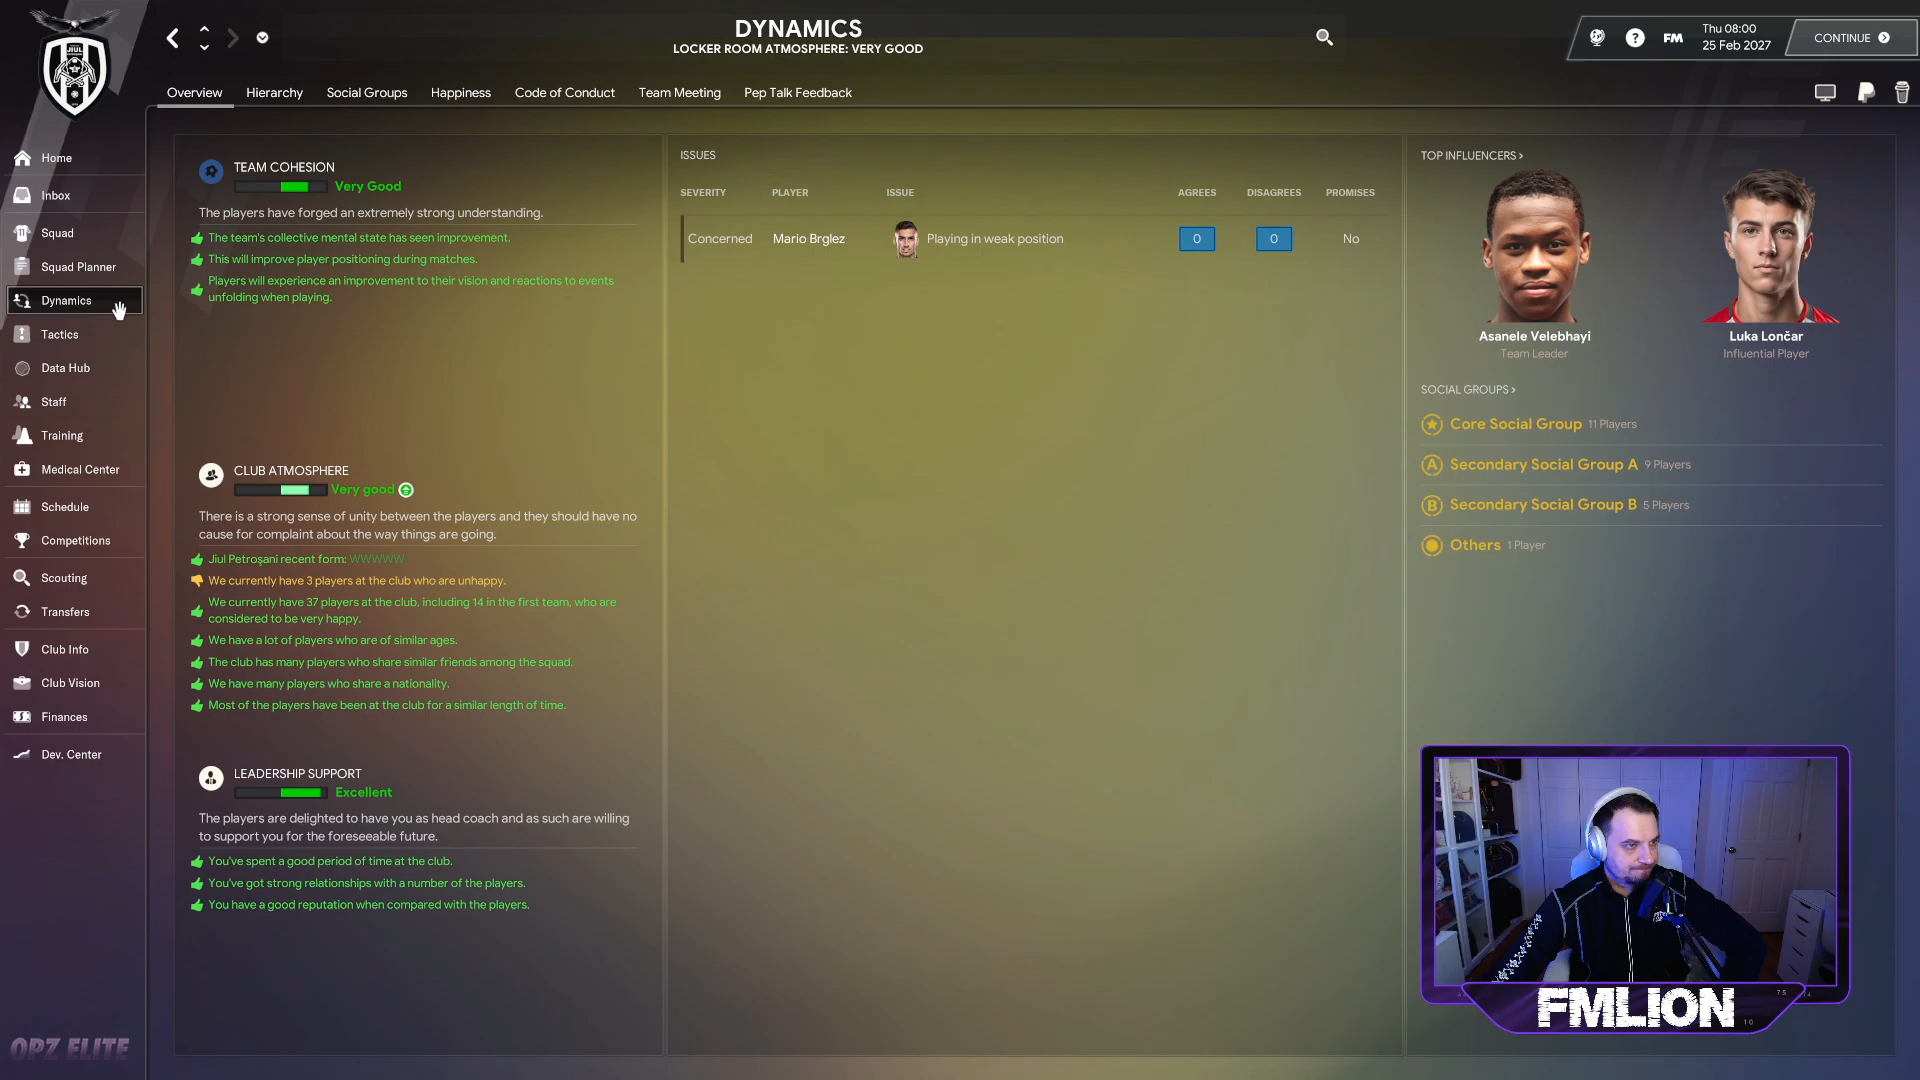 JIUL
DYNAMICS
LOCKER ROOM ATMOSPHERE: VERY GOOD
FM
Thu 08:00
25 Feb 2027
CONTINUE
Overview
Hierarchy
Social Groups
Happiness
Code of Conduct
Team Meeting
Pep Talk Feedback
Home
Inbox
Squad
Squad Planner
Dynamics
Tactics
Data Hub
Staff
Training
Medical Center
Schedule
Competitions
Scouting
Transfers
Club Info
Club Vision
Finances
Dev. Center
OPZ ELITE
TEAM COHESION
Very Good
The players have forged an extremely strong understanding.
The team's collective mental state has seen improvement.
This will improve player positioning during matches.
Players will experience an improvement to their vision and reactions to events
unfolding when playing.
CLUB ATMOSPHERE
Very good
There is a strong sense of unity between the players and they should have no
cause for complaint about the way things are going.
Jiul Petroșani recent form: WWWWW
We currently have 3 players at the club who are unhappy.
We currently have 37 players at the club, including 14 in the first team, who are
considered to be very happy.
We have a lot of players who are of similar ages.
The club has many players who share similar friends among the squad.
We have many players who share a nationality.
Most of the players have been at the club for a similar length of time.
LEADERSHIP SUPPORT
Excellent
The players are delighted to have you as head coach and as such are willing
to support you for the foreseeable future.
You've spent a good period of time at the club.
You've got strong relationships with a number of the players.
You have a good reputation when compared with the players.
ISSUES
SEVERITY PLAYER ISSUE AGREES DISAGREES PROMISES
Concerned Mario Brglez Playing in weak position 0 0 No
TOP INFLUENCERS >
Asanele Velebhayi
Team Leader
Luka Lončar
Influential Player
SOCIAL GROUPS >
Core Social Group 11 Players
A Secondary Social Group A 9 Players
B Secondary Social Group B 5 Players
Others 1 Player
FMLION
75
10